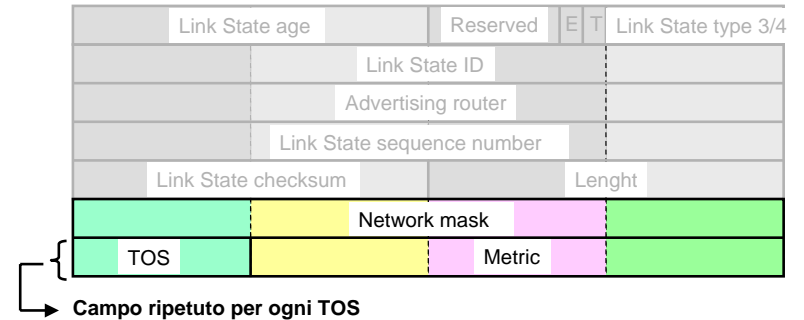 Link State age Reserved E T Link State type 3/4
Link State ID
Advertising router
Link State sequence number
Link State checksum Lenght
Network mask
TOS Metric
Campo ripetuto per ogni TOS